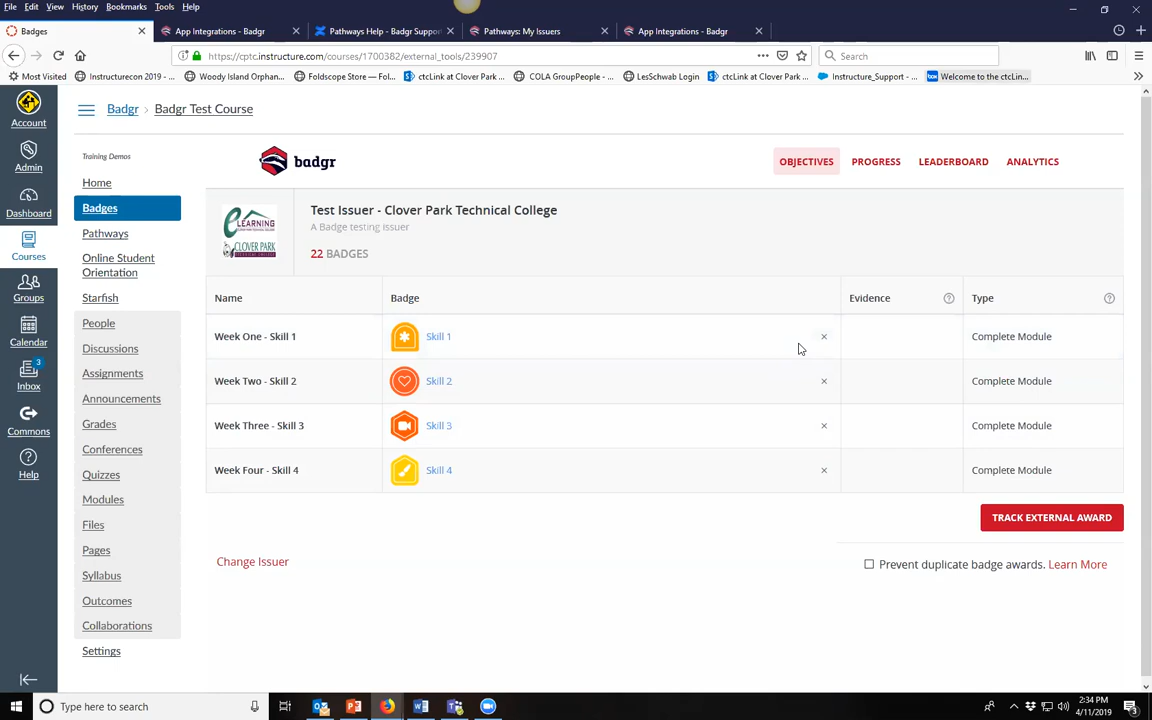 File Edit View History Bookmarks Tools Help
Badges App Integrations - Badgr Pathways Help - Badgr Suppor Pathways: My Issuers App Integrations - Badgr
https://cptc.instructure.com/courses/1700382/external_tools/239907 Search
Most Visited Instructurecon 2019 - ... Woody Island Orphan... Foldscope Store — Fol... ctcLink at Clover Park ... COLA GroupPeople - ... LesSchwab Login ctcLink at Clover Park ... Instructure_Support - ... Welcome to the ctcLin...
Account
Admin
Dashboard
Courses
Groups
Calendar
3
Inbox
Commons
Help
Badgr › Badgr Test Course
Training Demos
Home
Badges
Pathways
Online Student
Orientation
Starfish
People
Discussions
Assignments
Announcements
Grades
Conferences
Quizzes
Modules
Files
Pages
Syllabus
Outcomes
Collaborations
Settings
badgr OBJECTIVES PROGRESS LEADERBOARD ANALYTICS
eLEARNING
CLOVER PARK
Test Issuer - Clover Park Technical College
A Badge testing issuer
22 BADGES
Name Badge Evidence ? Type ?
Week One - Skill 1 Skill 1 × Complete Module
Week Two - Skill 2 Skill 2 × Complete Module
Week Three - Skill 3 Skill 3 × Complete Module
Week Four - Skill 4 Skill 4 × Complete Module
TRACK EXTERNAL AWARD
Change Issuer Prevent duplicate badge awards. Learn More
Type here to search
2:34 PM
4/11/2019
3